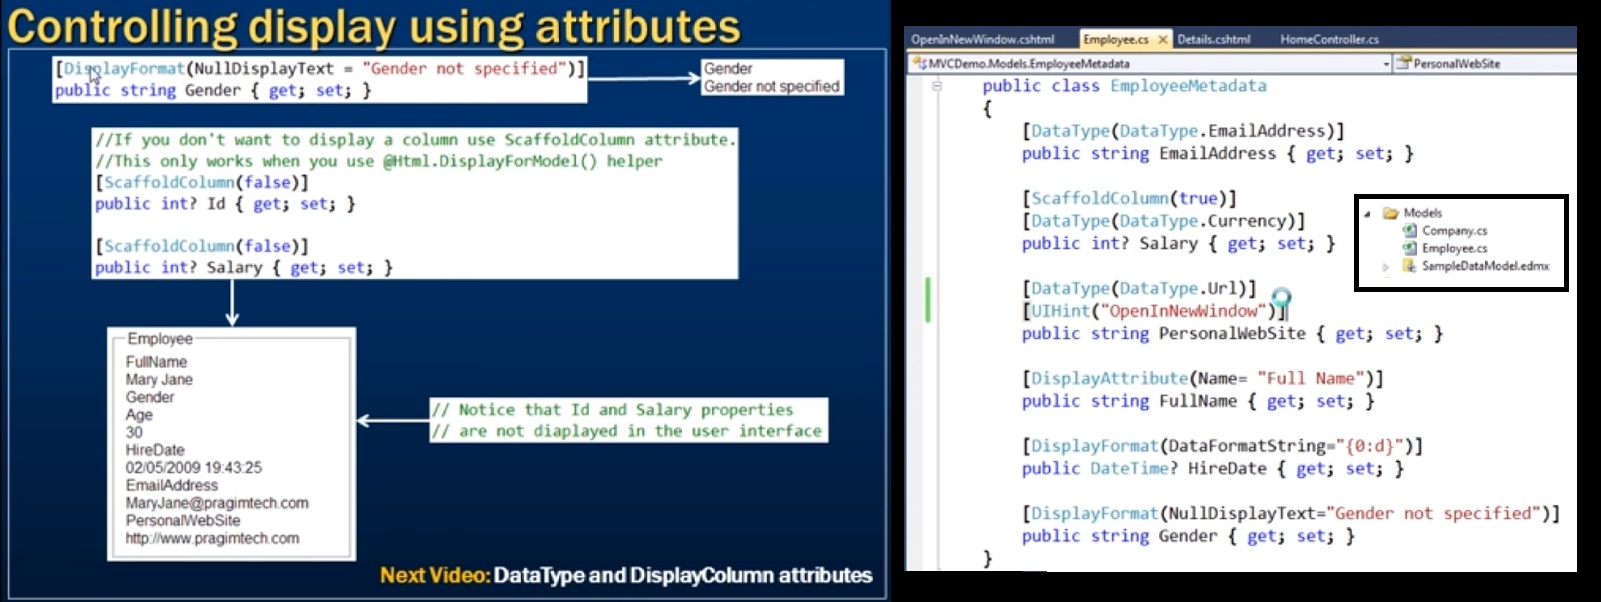 Controlling display using attributes
[DisplayFormat(NullDisplayText = "Gender not specified")]
public string Gender { get; set; }
Gender
Gender not specified
//If you don't want to display a column use ScaffoldColumn attribute.
//This only works when you use @Html.DisplayForModel() helper
[ScaffoldColumn(false)]
public int? Id { get; set; }
[ScaffoldColumn(false)]
public int? Salary { get; set; }
Employee
FullName
Mary Jane
Gender
Age
30
HireDate
02/05/2009 19:43:25
EmailAddress
MaryJane@pragimtech.com
PersonalWebSite
http://www.pragimtech.com
// Notice that Id and Salary properties
// are not diaplayed in the user interface
Next Video: DataType and DisplayColumn attributes
OpenInNewWindow.cshtml Employee.cs Details.cshtml HomeController.cs
MVCDemo.Models.EmployeeMetadata PersonalWebSite
public class EmployeeMetadata
{
[DataType(DataType.EmailAddress)]
public string EmailAddress { get; set; }
[ScaffoldColumn(true)]
[DataType(DataType.Currency)]
public int? Salary { get; set; }
[DataType(DataType.Url)]
[UIHint("OpenInNewWindow")]
public string PersonalWebSite { get; set; }
[DisplayAttribute(Name= "Full Name")]
public string FullName { get; set; }
[DisplayFormat(DataFormatString="{0:d}")]
public DateTime? HireDate { get; set; }
[DisplayFormat(NullDisplayText="Gender not specified")]
public string Gender { get; set; }
}
Models
Company.cs
Employee.cs
SampleDataModel.edmx